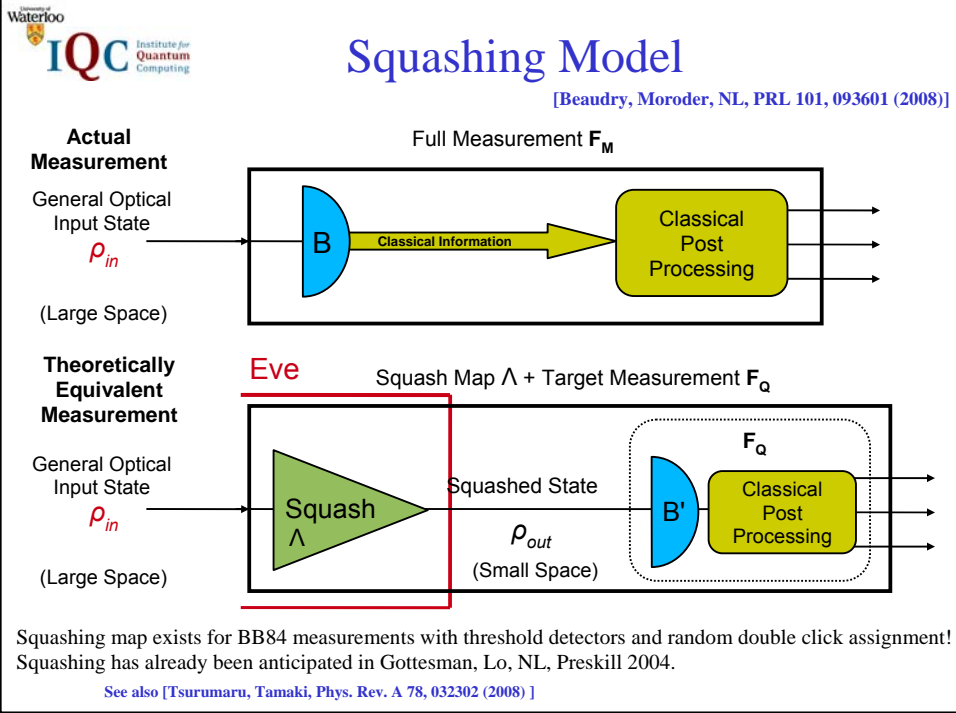 University of
Waterloo
IQC Institute for
Quantum
Computing
Squashing Model
[Beaudry, Moroder, NL, PRL 101, 093601 (2008)]
Actual
Measurement
Full Measurement F_M
General Optical
Input State
ρ_in
(Large Space)
B
Classical Information
Classical
Post
Processing
Theoretically
Equivalent
Measurement
Eve
Squash Map Λ + Target Measurement F_Q
General Optical
Input State
ρ_in
(Large Space)
Squash
Λ
Squashed State
ρ_out
(Small Space)
F_Q
B'
Classical
Post
Processing
Squashing map exists for BB84 measurements with threshold detectors and random double click assignment!
Squashing has already been anticipated in Gottesman, Lo, NL, Preskill 2004.
See also [Tsurumaru, Tamaki, Phys. Rev. A 78, 032302 (2008) ]